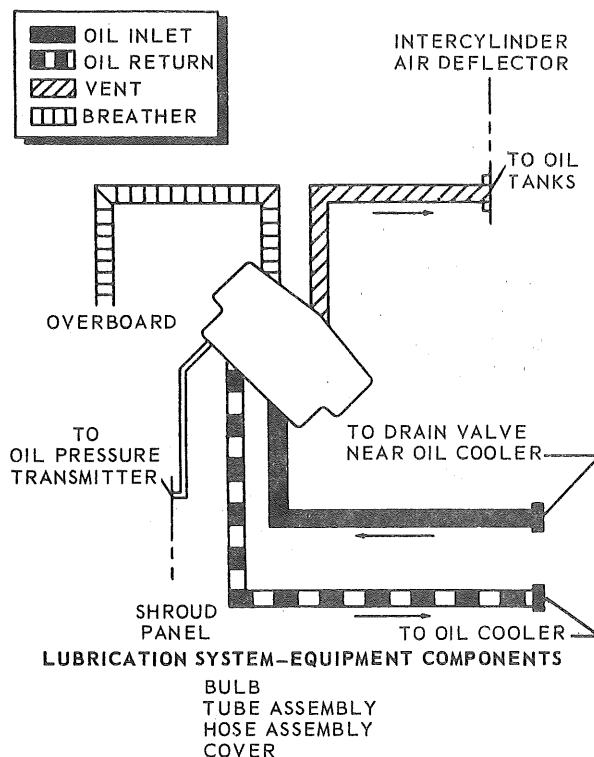 OIL INLET
OIL RETURN
VENT
BREATHER
INTERCYLINDER
AIR DEFLECTOR
TO OIL
TANKS
OVERBOARD
TO
OIL PRESSURE
TRANSMITTER
TO DRAIN VALVE
NEAR OIL COOLER
SHROUD
PANEL
TO OIL COOLER
LUBRICATION SYSTEM—EQUIPMENT COMPONENTS
BULB
TUBE ASSEMBLY
HOSE ASSEMBLY
COVER